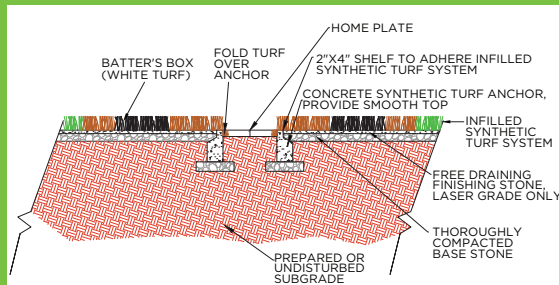 HOME PLATE
BATTER'S BOX
(WHITE TURF)
FOLD TURF
OVER
ANCHOR
2"X4" SHELF TO ADHERE INFILLED
SYNTHETIC TURF SYSTEM
CONCRETE SYNTHETIC TURF ANCHOR,
PROVIDE SMOOTH TOP
INFILLED
SYNTHETIC
TURF SYSTEM
FREE DRAINING
FINISHING STONE,
LASER GRADE ONLY
THOROUGHLY
COMPACTED
BASE STONE
PREPARED OR
UNDISTURBED
SUBGRADE